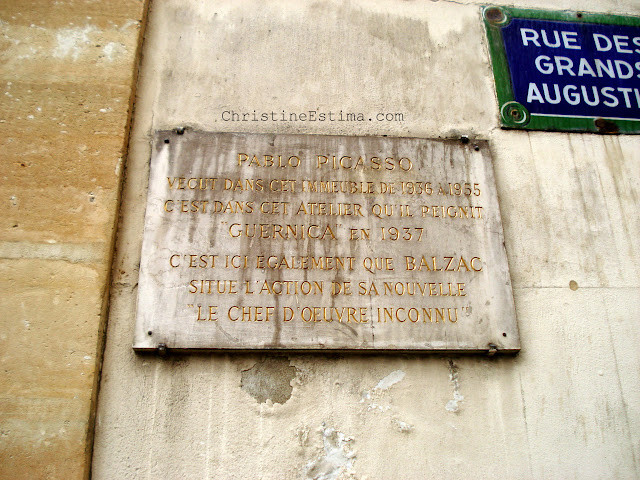 RUE DES
GRANDS
AUGUSTI
ChristineEstima.com
PABLO PICASSO
VECUT DANS CET IMMEUBLE DE 1936 A 1955
C'EST DANS CET ATELIER QU'IL PEIGNIT
"GUERNICA" EN 1937
C'EST ICI ÉGALEMENT QUE BALZAC
SITUE L'ACTION DE SA NOUVELLE
"LE CHEF D'OEUVRE INCONNU"